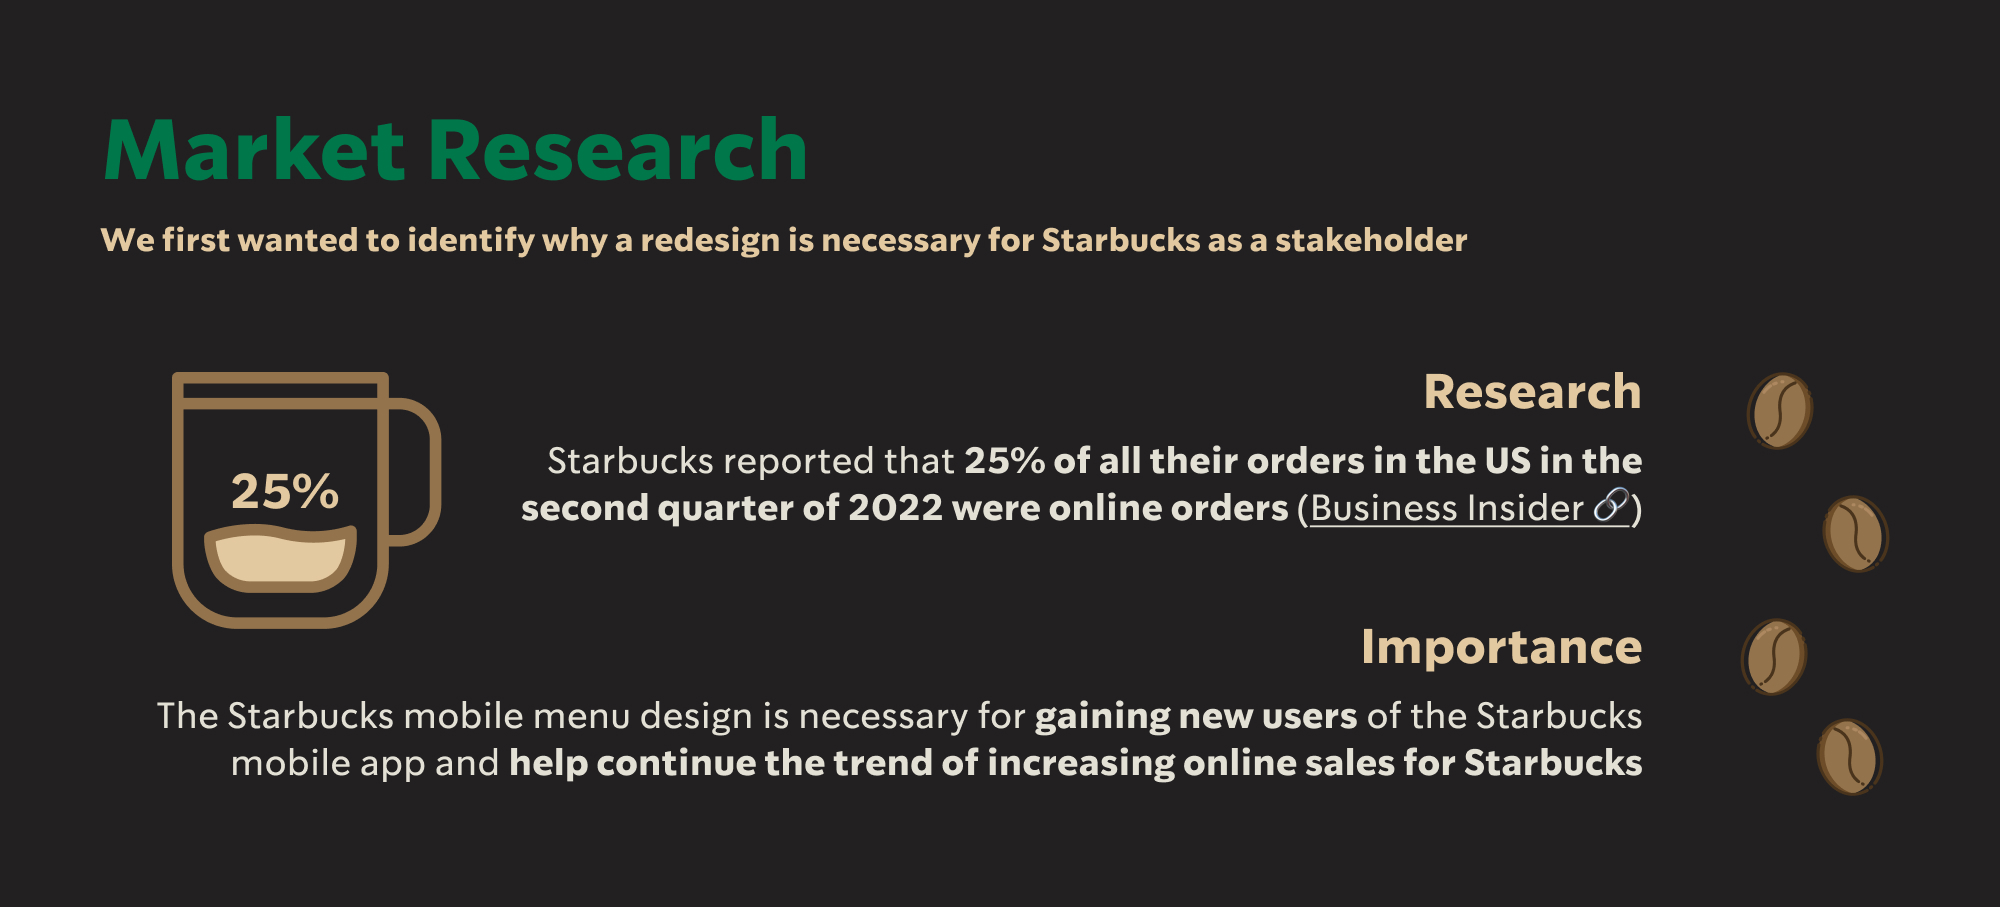 Market Research
We first wanted to identify why a redesign is necessary for Starbucks as a stakeholder
25%
Research
Starbucks reported that 25% of all their orders in the US in the
second quarter of 2022 were online orders (Business Insider 🔗)
Importance
The Starbucks mobile menu design is necessary for gaining new users of the Starbucks
mobile app and help continue the trend of increasing online sales for Starbucks